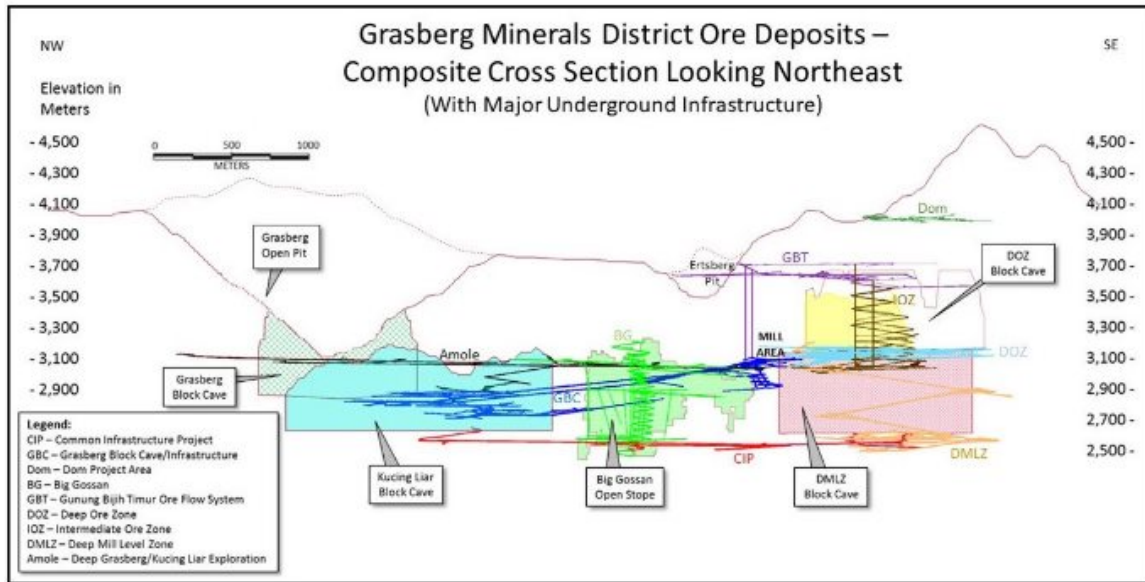 Grasberg Minerals District Ore Deposits –
Composite Cross Section Looking Northeast
(With Major Underground Infrastructure)
NW
SE
Elevation in
Meters
0 500 1000
METERS
- 4,500
- 4,300
- 4,100
- 3,900
- 3,700
- 3,500
- 3,300
- 3,100
- 2,900
- 2,700
- 2,500
4,500 -
4,300 -
4,100 -
3,900 -
3,700 -
3,500 -
3,300 -
3,100 -
2,900 -
2,700 -
2,500 -
Dom
Grasberg
Open Pit
GBT
Ertsberg
Pit
DOZ
Block Cave
IOZ
BG
MILL
AREA
Amole
DOZ
Grasberg
Block Cave
GBC
Kucing Liar
Block Cave
Big Gossan
Open Stope
CIP
DMLZ
Block Cave
DMLZ
Legend:
CIP – Common Infrastructure Project
GBC – Grasberg Block Cave/Infrastructure
Dom – Dom Project Area
BG – Big Gossan
GBT – Gunung Bijih Timur Ore Flow System
DOZ – Deep Ore Zone
IOZ – Intermediate Ore Zone
DMLZ – Deep Mill Level Zone
Amole – Deep Grasberg/Kucing Liar Exploration